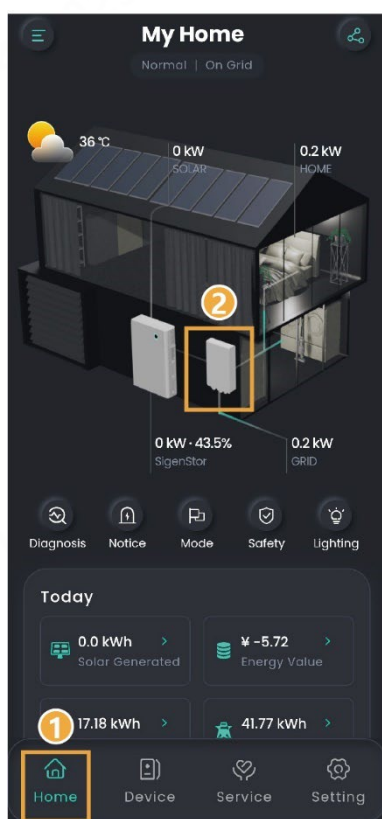 My Home
Normal | On Grid
36 °C
0 kW
SOLAR
0.2 kW
HOME
2
0 kW · 43.5%
SigenStor
0.2 kW
GRID
Diagnosis
Notice
Mode
Safety
Lighting
Today
0.0 kWh >
Solar Generated
¥ -5.72 >
Energy Value
1
17.18 kWh >
41.77 kWh >
Home
Device
Service
Setting